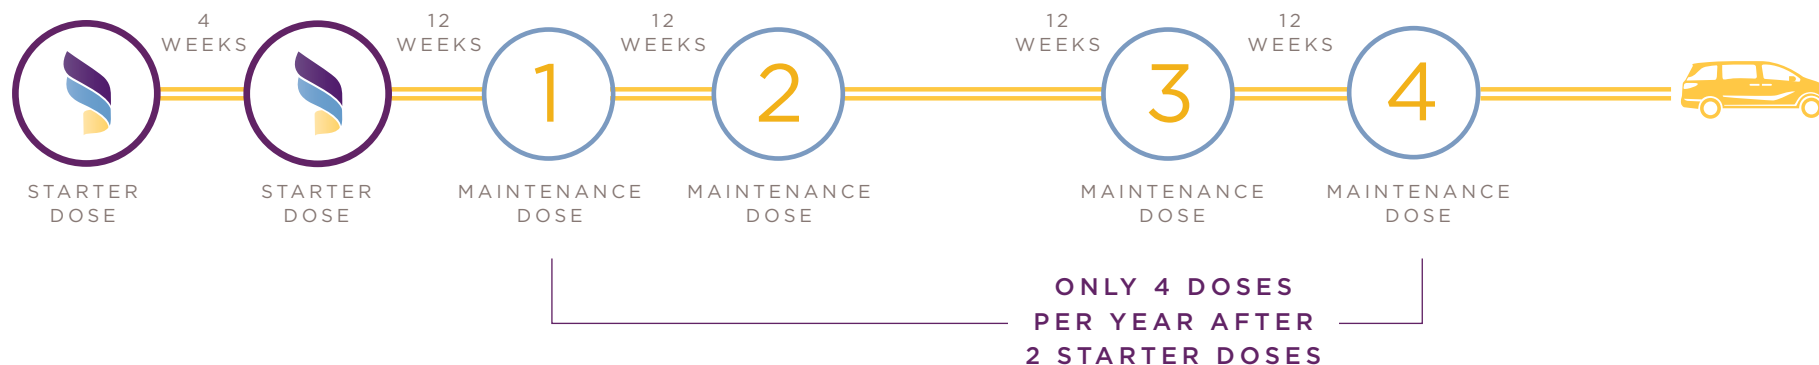 4
WEEKS
12
WEEKS
12
WEEKS
12
WEEKS
12
WEEKS
1
2
3
4
STARTER
DOSE
STARTER
DOSE
MAINTENANCE
DOSE
MAINTENANCE
DOSE
MAINTENANCE
DOSE
MAINTENANCE
DOSE
ONLY 4 DOSES
PER YEAR AFTER
2 STARTER DOSES